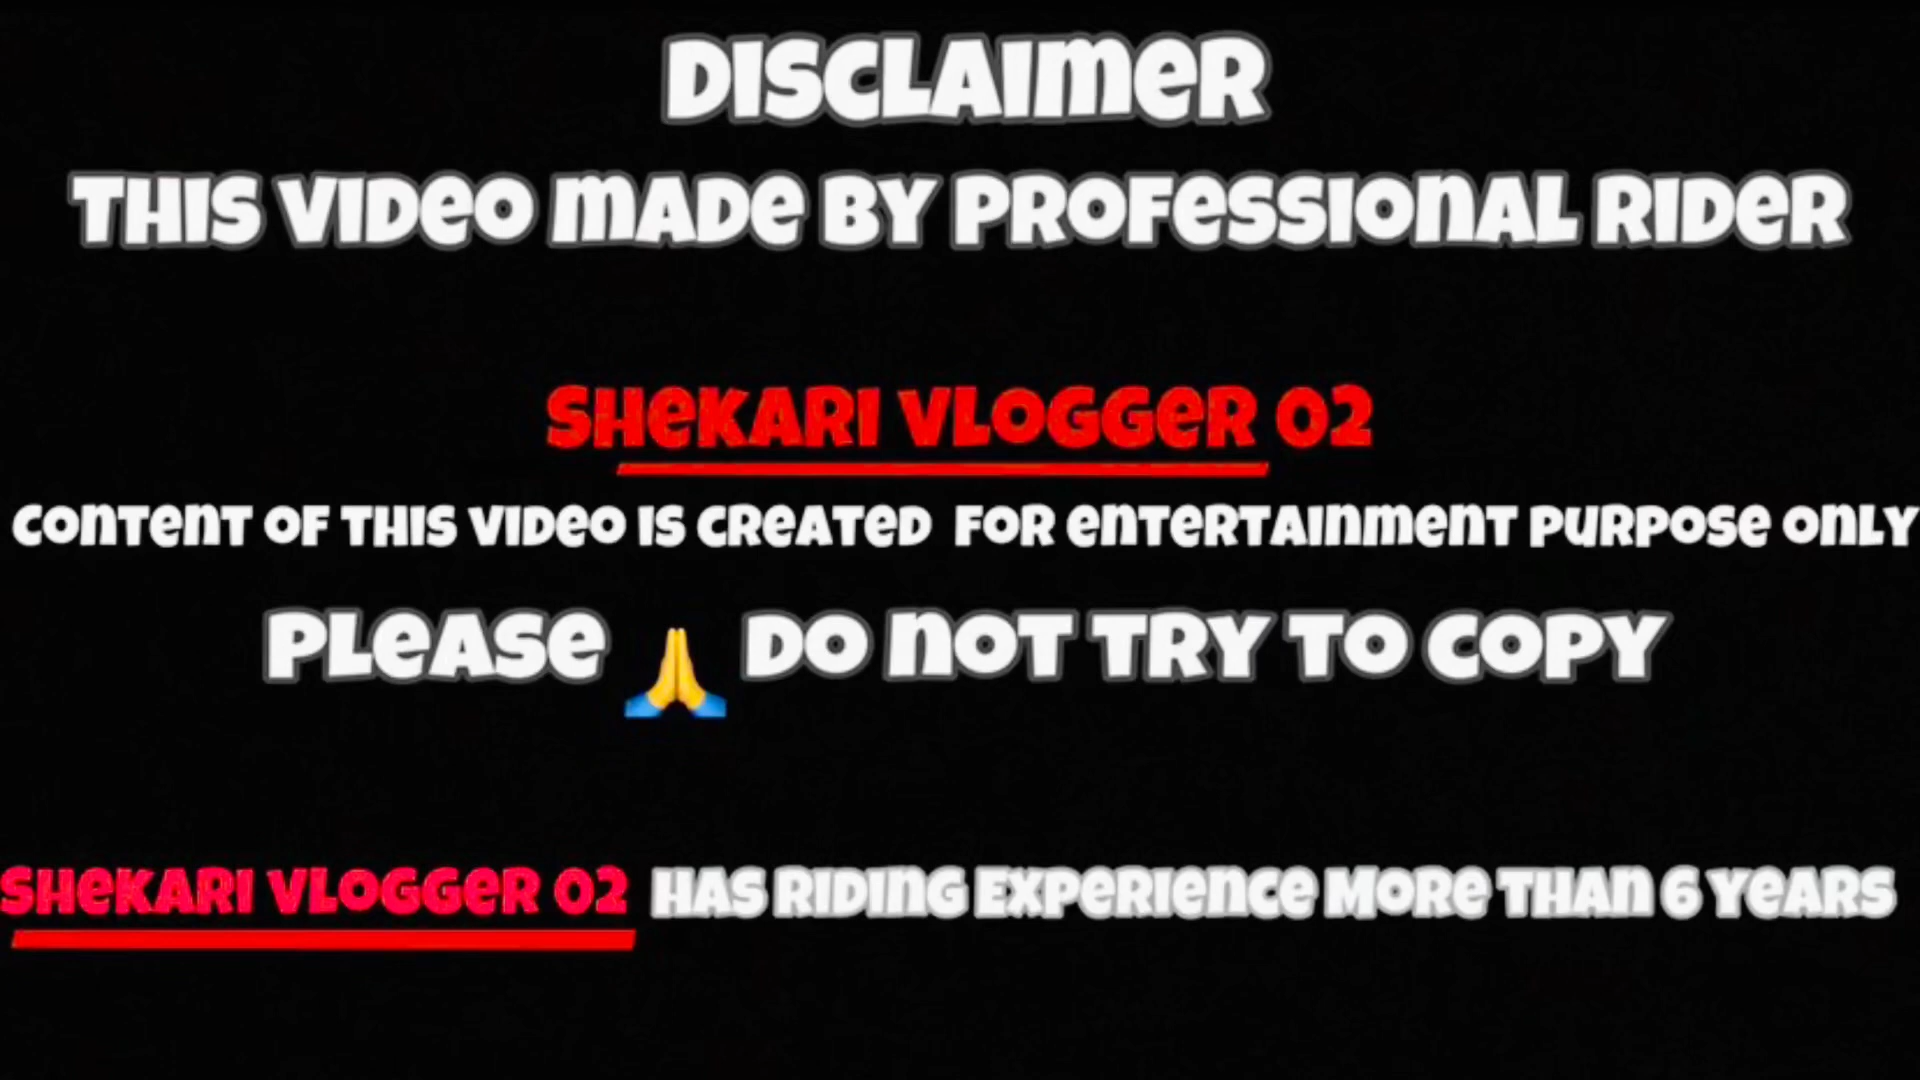 DISCLAIMER
THIS VIDEO MADE BY PROFESSIONAL RIDER
SHEKARI VLOGGER 02
CONTENT OF THIS VIDEO IS CREATED FOR ENTERTAINMENT PURPOSE ONLY
PLEASE 🙏 DO NOT TRY TO COPY
SHEKARI VLOGGER 02 HAS RIDING EXPERIENCE MORE THAN 6 YEARS